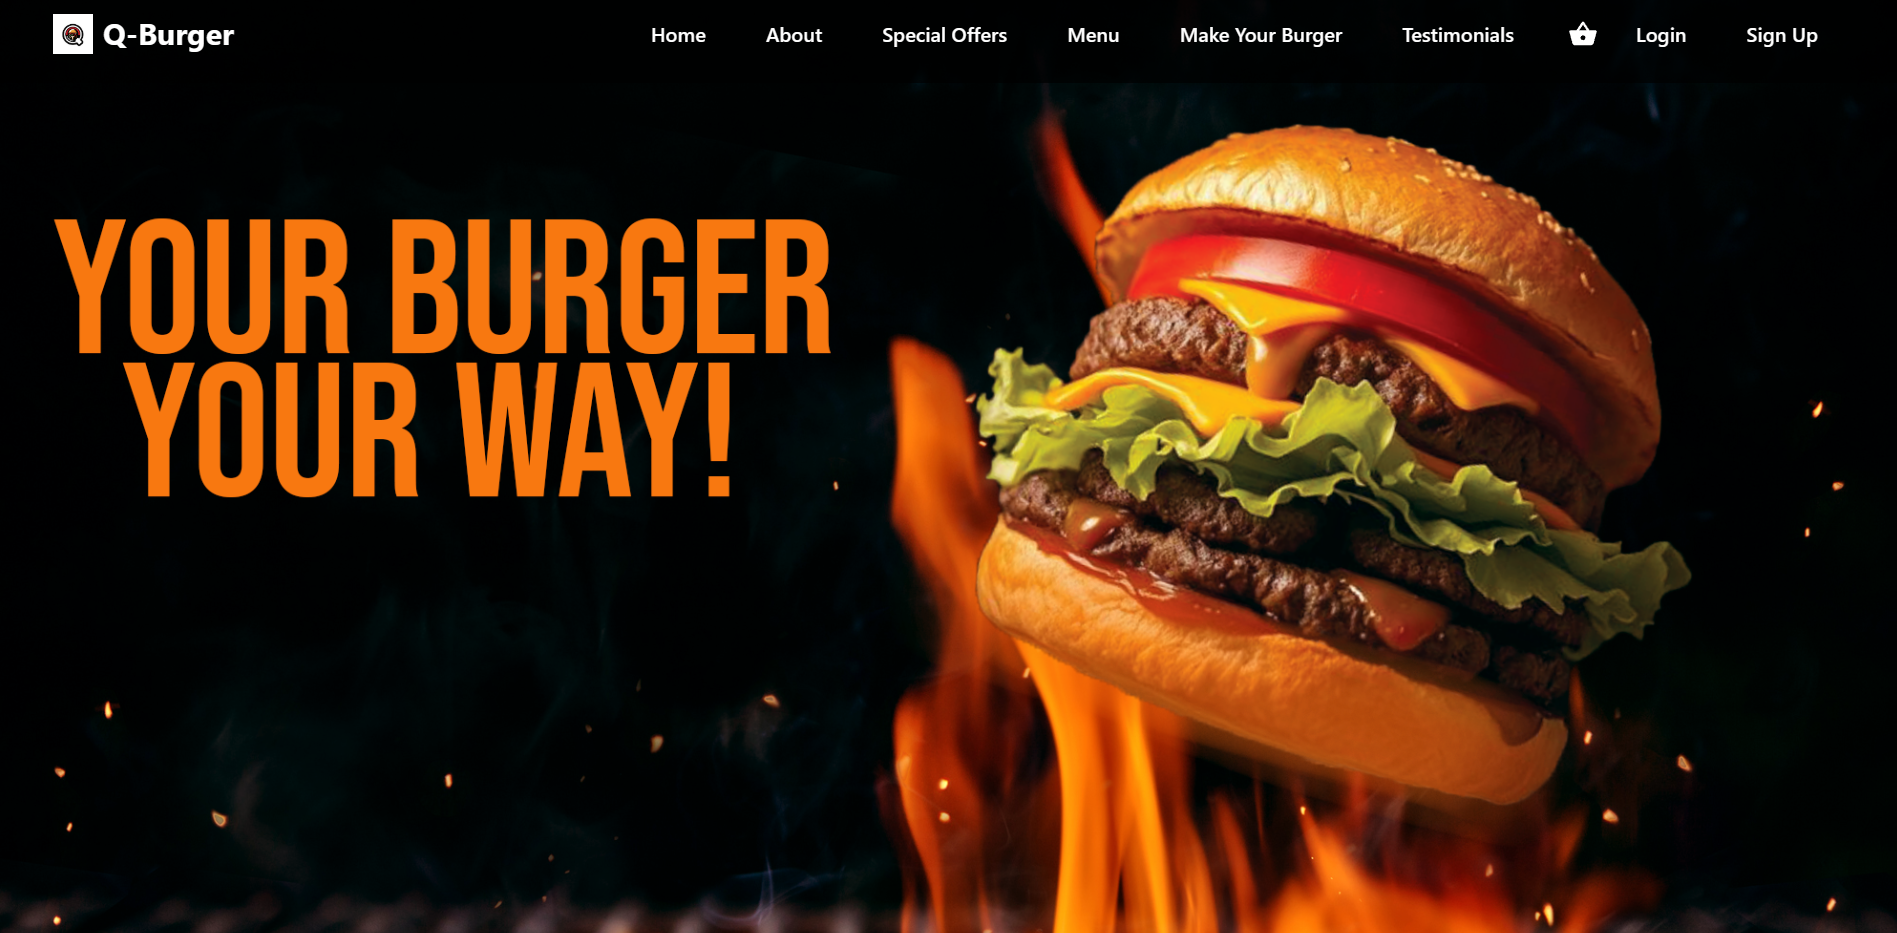 Q-Burger
Home
About
Special Offers
Menu
Make Your Burger
Testimonials
Login
Sign Up
YOUR BURGER
YOUR WAY!